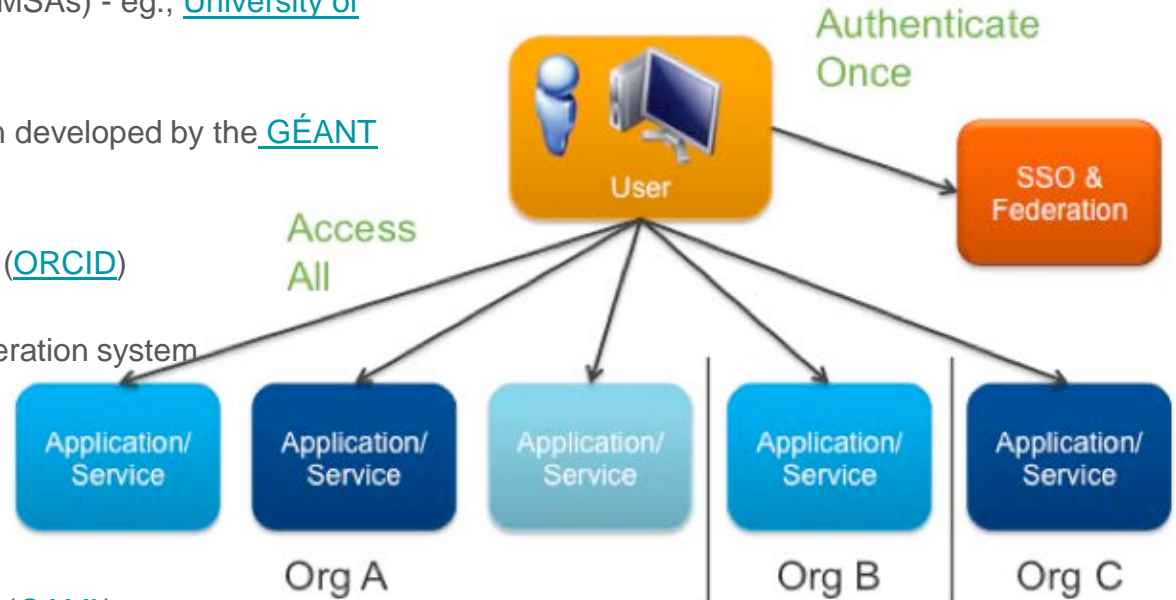 MSAs) - eg., University of
n developed by the GÉANT
(ORCID)
eration system
Authenticate
Once
User
SSO &
Federation
Access
All
Application/
Service
Application/
Service
Application/
Service
Application/
Service
Application/
Service
Org A
Org B
Org C